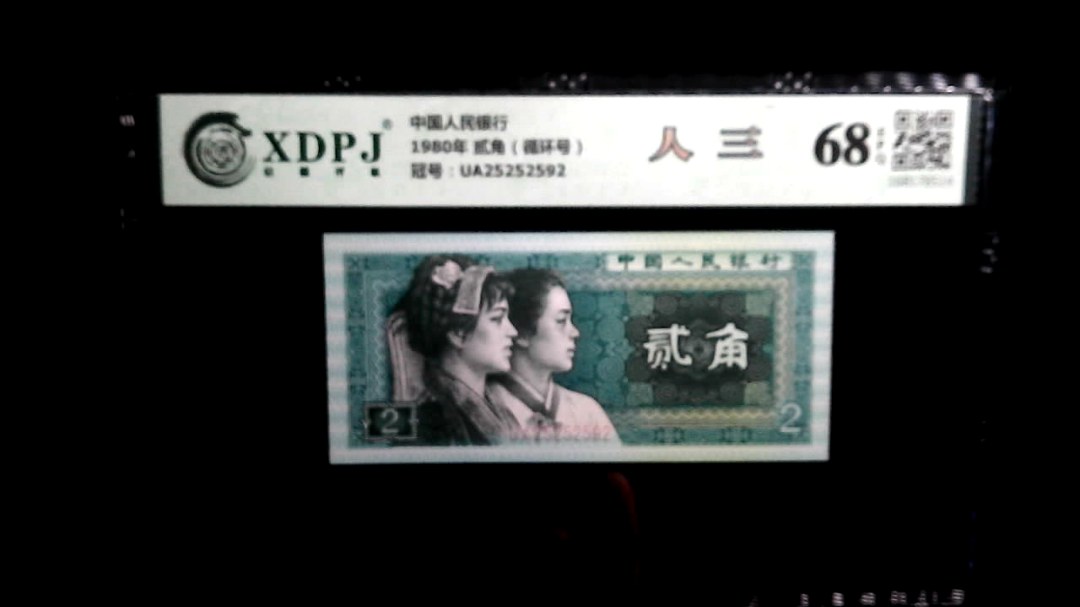 XDPJ®
中国人民银行
1980年 贰角（循环号）
冠号：UA25252592
人 三
68
中国人民银行
贰角
2
2